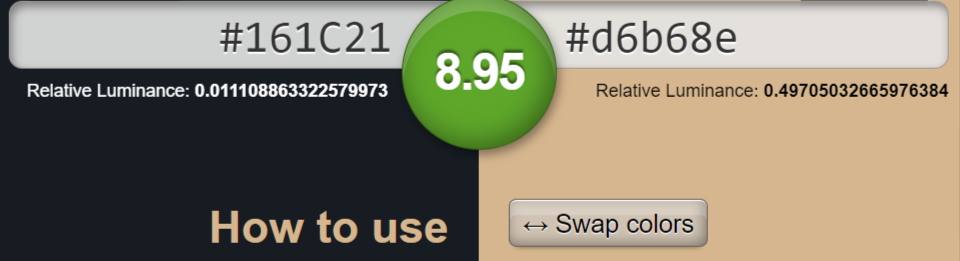 #161C21
8.95
#d6b68e
Relative Luminance: 0.011108863322579973
Relative Luminance: 0.49705032665976384
How to use
↔ Swap colors